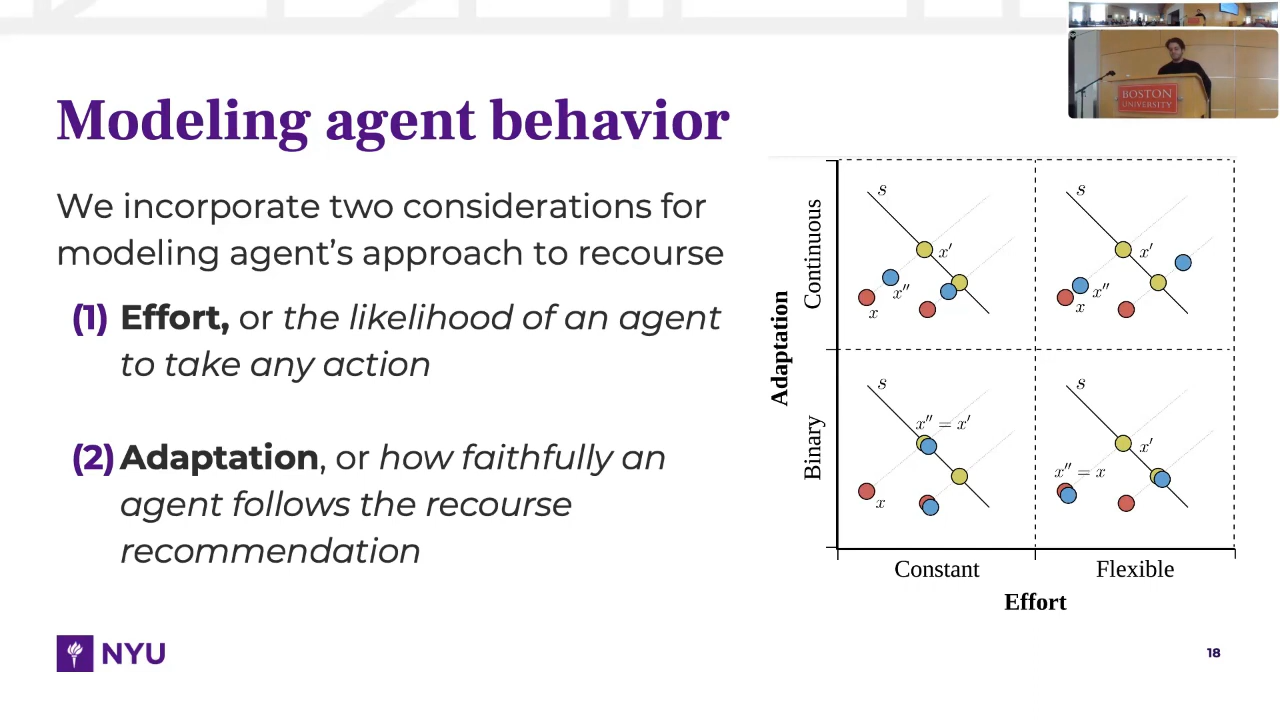 Modeling agent behavior
We incorporate two considerations for
modeling agent's approach to recourse
(1) Effort, or the likelihood of an agent
to take any action
(2) Adaptation, or how faithfully an
agent follows the recourse
recommendation
NYU
BOSTON
UNIVERSITY
Adaptation
Continuous
Binary
s
x′
x″
x
s
x′
x″
x
s
x″ = x′
x
s
x′
x″ = x
Constant
Flexible
Effort
18